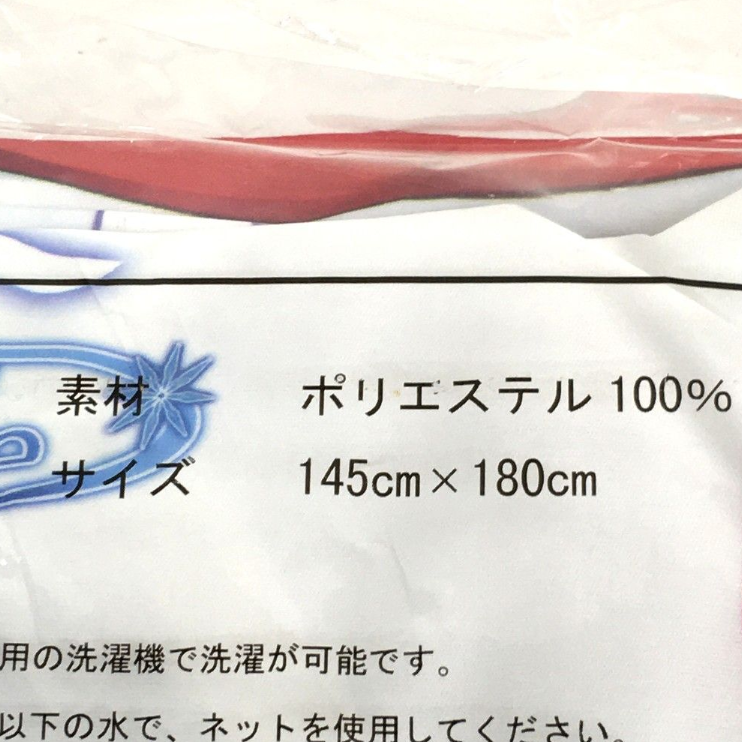 素材 ポリエステル 100%
サイズ 145cm×180cm
用の洗濯機で洗濯が可能です。
以下の水で、ネットを使用してください。